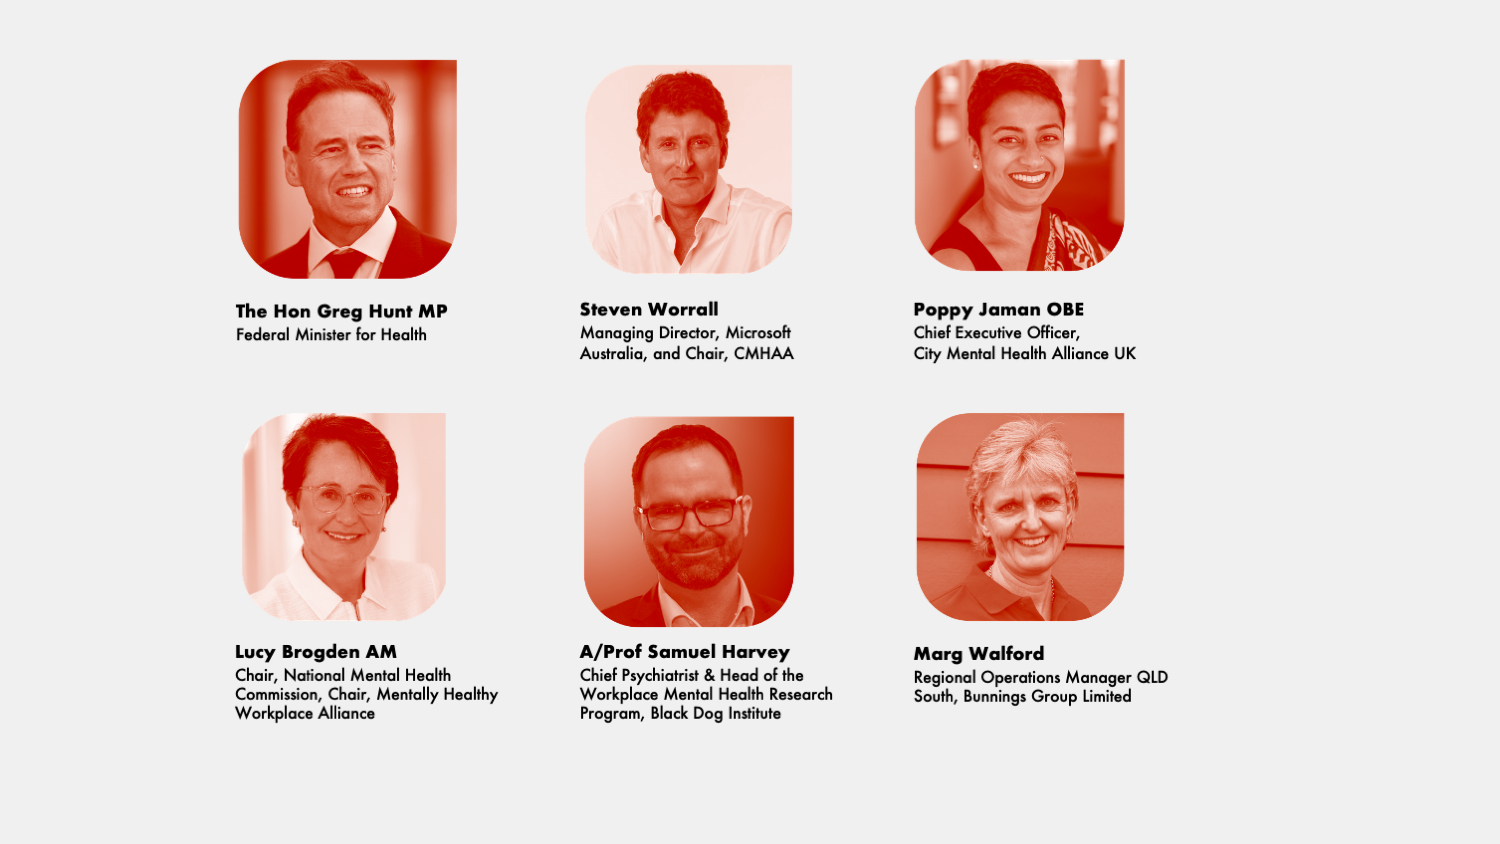 The Hon Greg Hunt MP
Federal Minister for Health
Steven Worrall
Managing Director, Microsoft
Australia, and Chair, CMHAA
Poppy Jaman OBE
Chief Executive Officer,
City Mental Health Alliance UK
Lucy Brogden AM
Chair, National Mental Health
Commission, Chair, Mentally Healthy
Workplace Alliance
A/Prof Samuel Harvey
Chief Psychiatrist & Head of the
Workplace Mental Health Research
Program, Black Dog Institute
Marg Walford
Regional Operations Manager QLD
South, Bunnings Group Limited